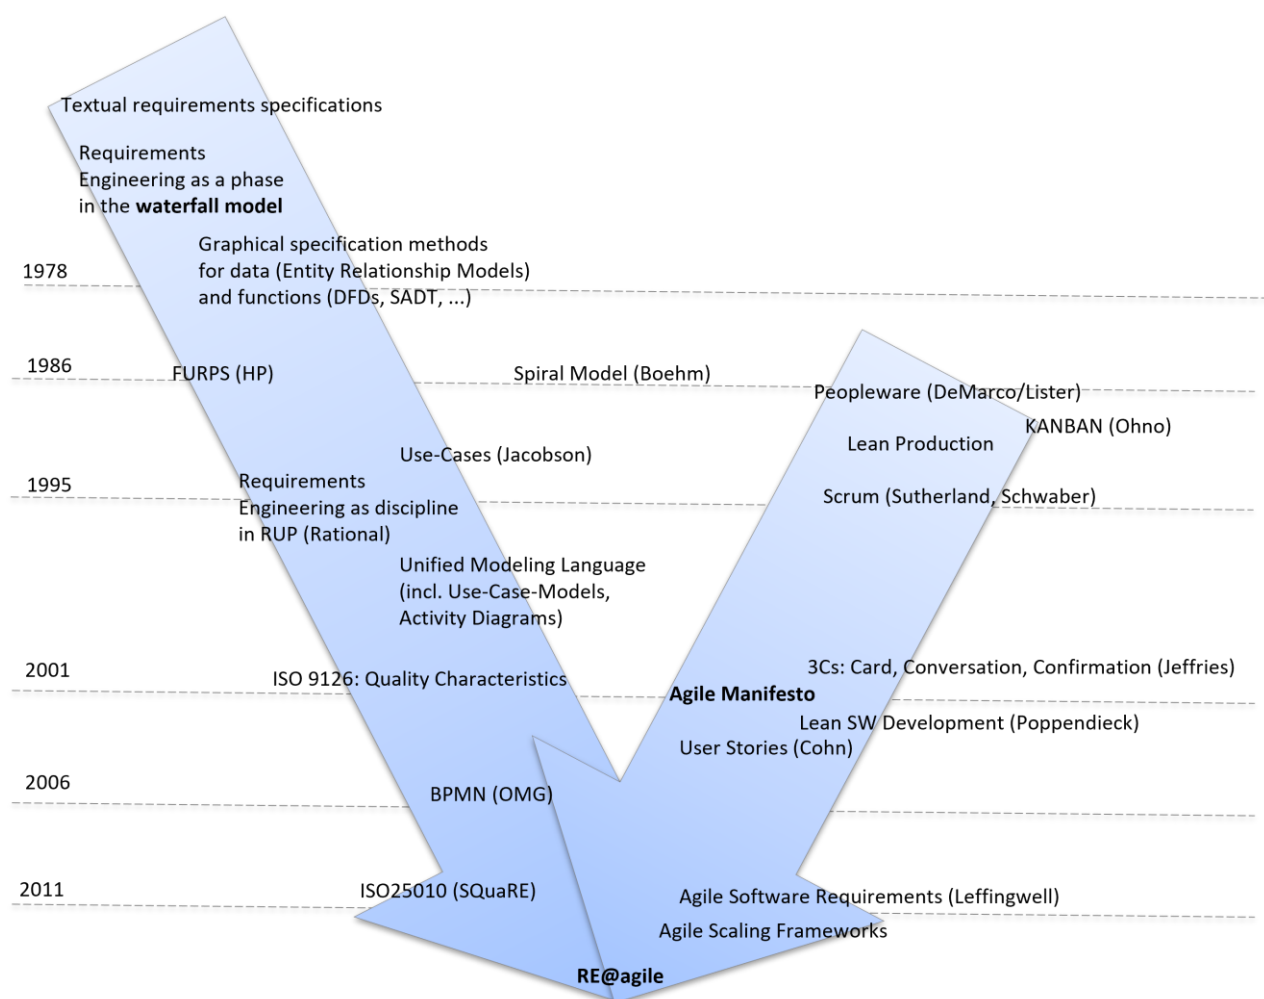 Textual requirements specifications
Requirements
Engineering as a phase
in the waterfall model
Graphical specification methods
for data (Entity Relationship Models)
and functions (DFDs, SADT, ...)
1978
1986
FURPS (HP)
Spiral Model (Boehm)
Peopleware (DeMarco/Lister)
KANBAN (Ohno)
Lean Production
Use-Cases (Jacobson)
1995
Requirements
Engineering as discipline
in RUP (Rational)
Scrum (Sutherland, Schwaber)
Unified Modeling Language
(incl. Use-Case-Models,
Activity Diagrams)
2001
ISO 9126: Quality Characteristics
3Cs: Card, Conversation, Confirmation (Jeffries)
Agile Manifesto
Lean SW Development (Poppendieck)
User Stories (Cohn)
2006
BPMN (OMG)
2011
ISO25010 (SQuaRE)
Agile Software Requirements (Leffingwell)
Agile Scaling Frameworks
RE@agile